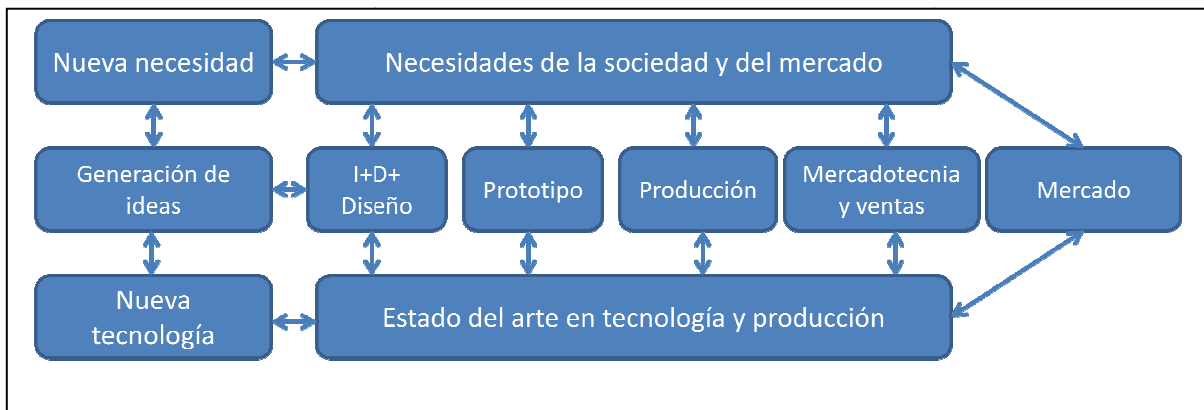 Nueva necesidad
Necesidades de la sociedad y del mercado
Generación de
ideas
I+D+
Diseño
Prototipo
Producción
Mercadotecnia
y ventas
Mercado
Nueva
tecnología
Estado del arte en tecnología y producción